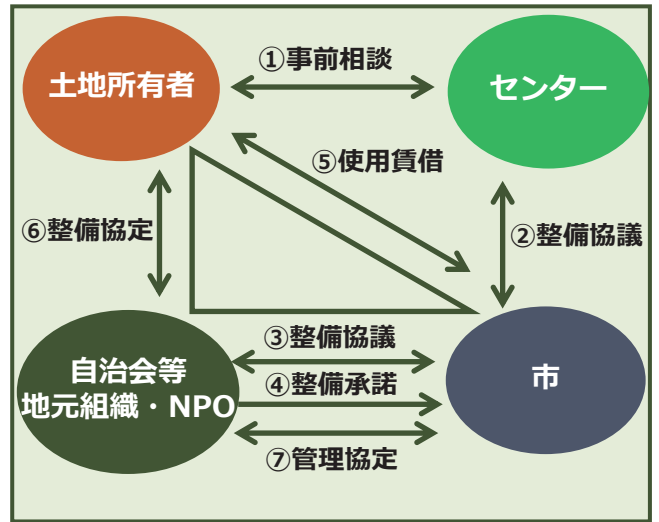 土地所有者
①事前相談
センター
⑤使用賃借
⑥整備協定
②整備協議
③整備協議
自治会等
地元組織・NPO
④整備承諾
市
⑦管理協定